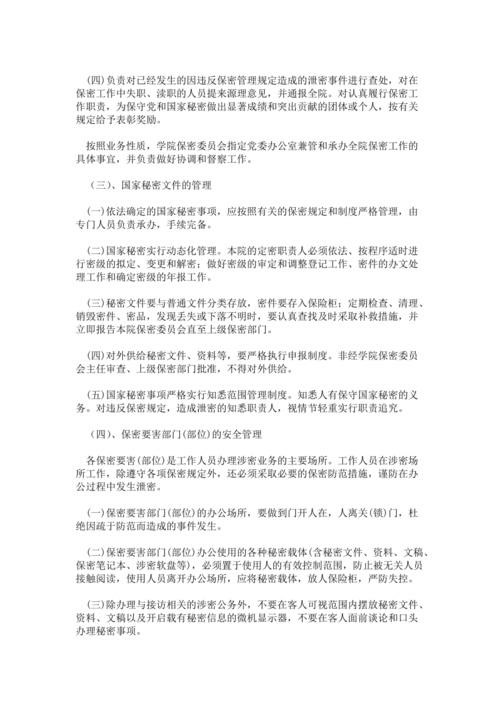 (四)负责对已经发生的因违反保密管理规定造成的泄密事件进行查处，对在
保密工作中失职、渎职的人员提来源理意见，并通报全院。对认真履行保密工
作职责，为保守党和国家秘密做出显著成绩和突出贡献的团体或个人，按有关
规定给予表彰奖励。
按照业务性质，学院保密委员会指定党委办公室兼管和承办全院保密工作的
具体事宜，并负责做好协调和督察工作。
（三）、国家秘密文件的管理
(一)依法确定的国家秘密事项，应按照有关的保密规定和制度严格管理，由
专门人员负责承办，手续完备。
(二)国家秘密实行动态化管理。本院的定密职责人必须依法、按程序适时进
行密级的拟定、变更和解密；做好密级的审定和调整登记工作、密件的办文处
理工作和确定密级的年报工作。
(三)秘密文件要与普通文件分类存放，密件要存入保险柜；定期检查、清理、
销毁密件、密品，发现丢失或下落不明时，要认真查找及时采取补救措施，并
立即报告本院保密委员会直至上级保密部门。
(四)对外供给秘密文件、资料等，要严格执行申报制度。非经学院保密委员
会主任审查、上级保密部门批准，不得对外供给。
(五)国家秘密事项严格实行知悉范围管理制度。知悉人有保守国家秘密的义
务。对违反保密规定，造成泄密的知悉职责人，视情节轻重实行职责追究。
（四）、保密要害部门(部位)的安全管理
各保密要害(部位)是工作人员办理涉密业务的主要场所。工作人员在涉密场
所工作，除遵守各项保密规定外，还必须采取必要的保密防范措施，谨防在办
公过程中发生泄密。
(一)保密要害部门(部位)的办公场所，要做到门开人在，人离关(锁)门，杜
绝因疏于防范而造成的事件发生。
(二)保密要害部门(部位)办公使用的各种秘密载体(含秘密文件、资料、文稿、
保密笔记本、涉密软盘等)，必须置于使用人的有效控制范围，防止被无关人员
接触阅读，使用人员离开办公场所，应将秘密载体，放人保险柜，严防失控。
(三)除办理与接访相关的涉密公务外，不要在客人可视范围内摆放秘密文件、
资料、文稿以及开启载有秘密信息的微机显示器，不要在客人面前谈论和口头
办理秘密事项。